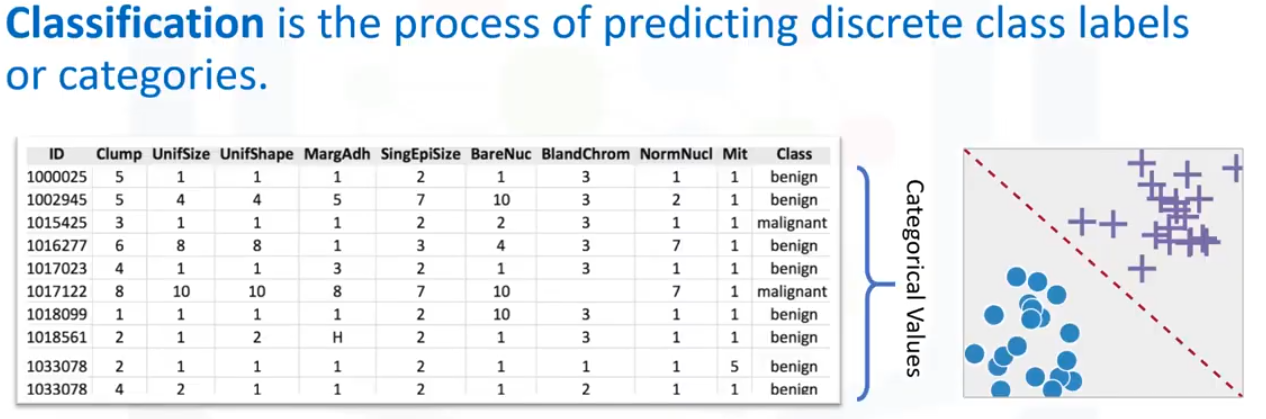 Classification is the process of predicting discrete class labels
or categories.
ID Clump UnifSize UnifShape MargAdh SingEpiSize BareNuc BlandChrom NormNucl Mit Class
1000025 5 1 1 1 2 1 3 1 1 benign
1002945 5 4 4 5 7 10 3 2 1 benign
1015425 3 1 1 1 2 2 3 1 1 malignant
1016277 6 8 8 1 3 4 3 7 1 benign
1017023 4 1 1 3 2 1 3 1 1 benign
1017122 8 10 10 8 7 10 7 1 malignant
1018099 1 1 1 1 2 10 3 1 1 benign
1018561 2 1 2 H 2 1 3 1 1 benign
1033078 2 1 1 1 2 1 1 1 5 benign
1033078 4 2 1 1 2 1 2 1 1 benign
Categorical Values